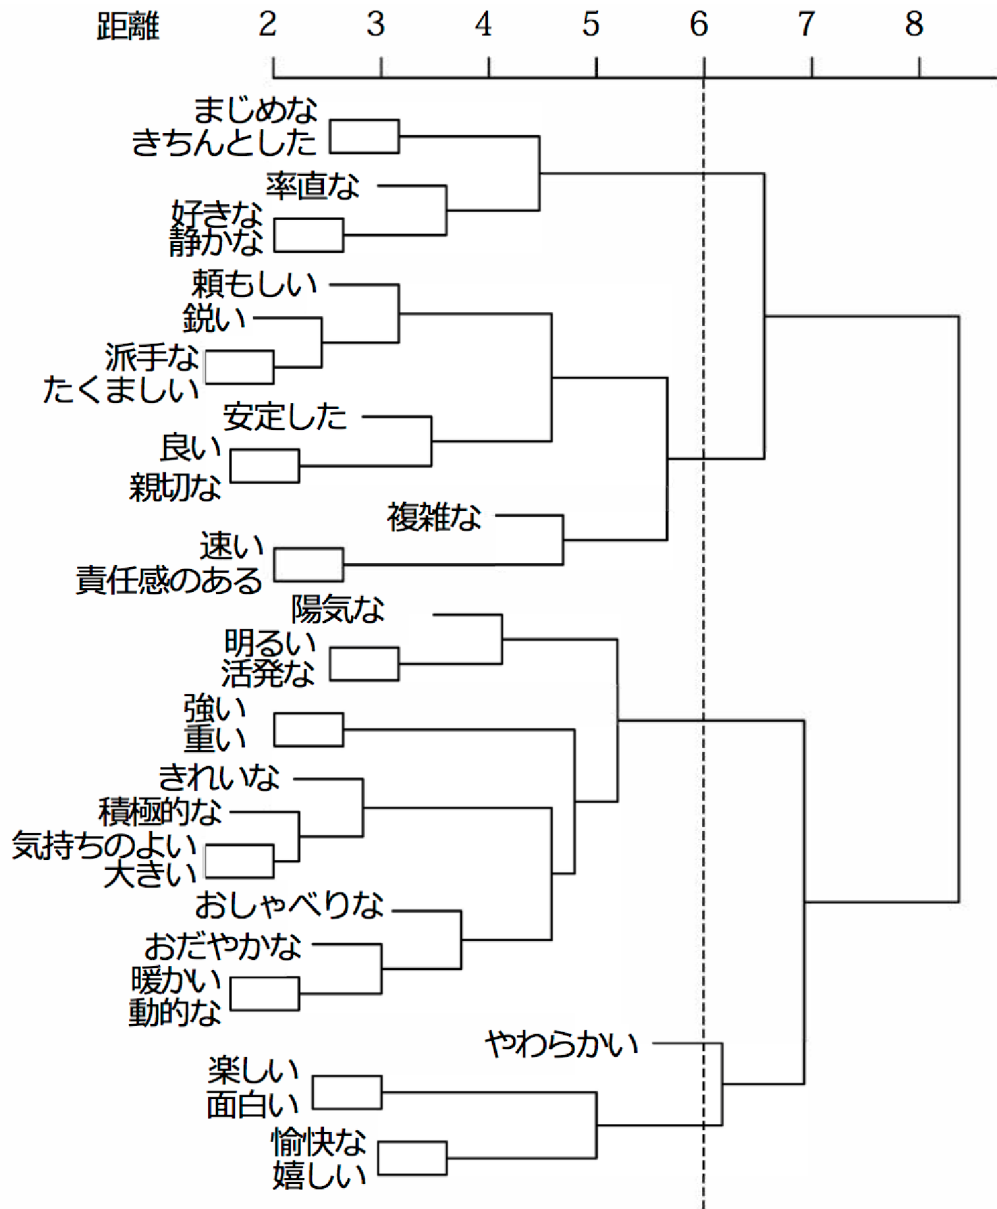 距離 2 3 4 5 6 7 8
まじめな
きちんとした
率直な
好きな
静かな
頼もしい
鋭い
派手な
たくましい
安定した
良い
親切な
複雑な
速い
責任感のある
陽気な
明るい
活発な
強い
重い
きれいな
積極的な
気持ちのよい
大きい
おしゃべりな
おだやかな
暖かい
動的な
やわらかい
楽しい
面白い
愉快な
嬉しい